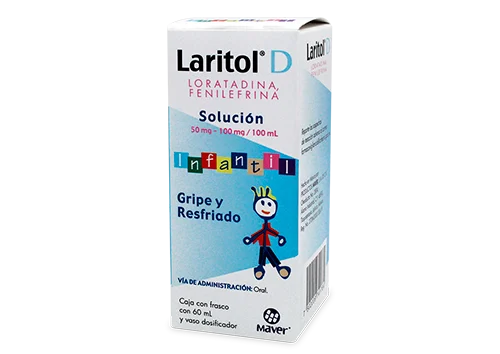 Laritol® D
LORATADINA,
FENILEFRINA
Solución
50 mg - 100 mg / 100 mL
Infantil
Gripe y
Resfriado
VÍA DE ADMINISTRACIÓN: Oral.
Caja con frasco
con 60 mL
y vaso dosificador
Maver®